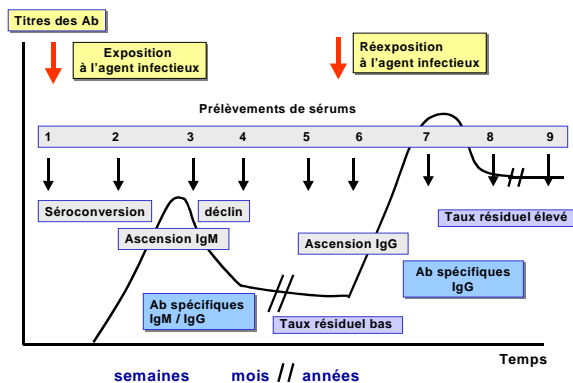 Titres des Ab
Exposition
à l'agent infectieux
Réexposition
à l'agent infectieux
Prélèvements de sérums
1 2 3 4 5 6 7 8 9
Séroconversion
déclin
Ascension IgM
Ascension IgG
Taux résiduel élevé
Ab spécifiques
IgM / IgG
Ab spécifiques
IgG
Taux résiduel bas
Temps
semaines mois // années